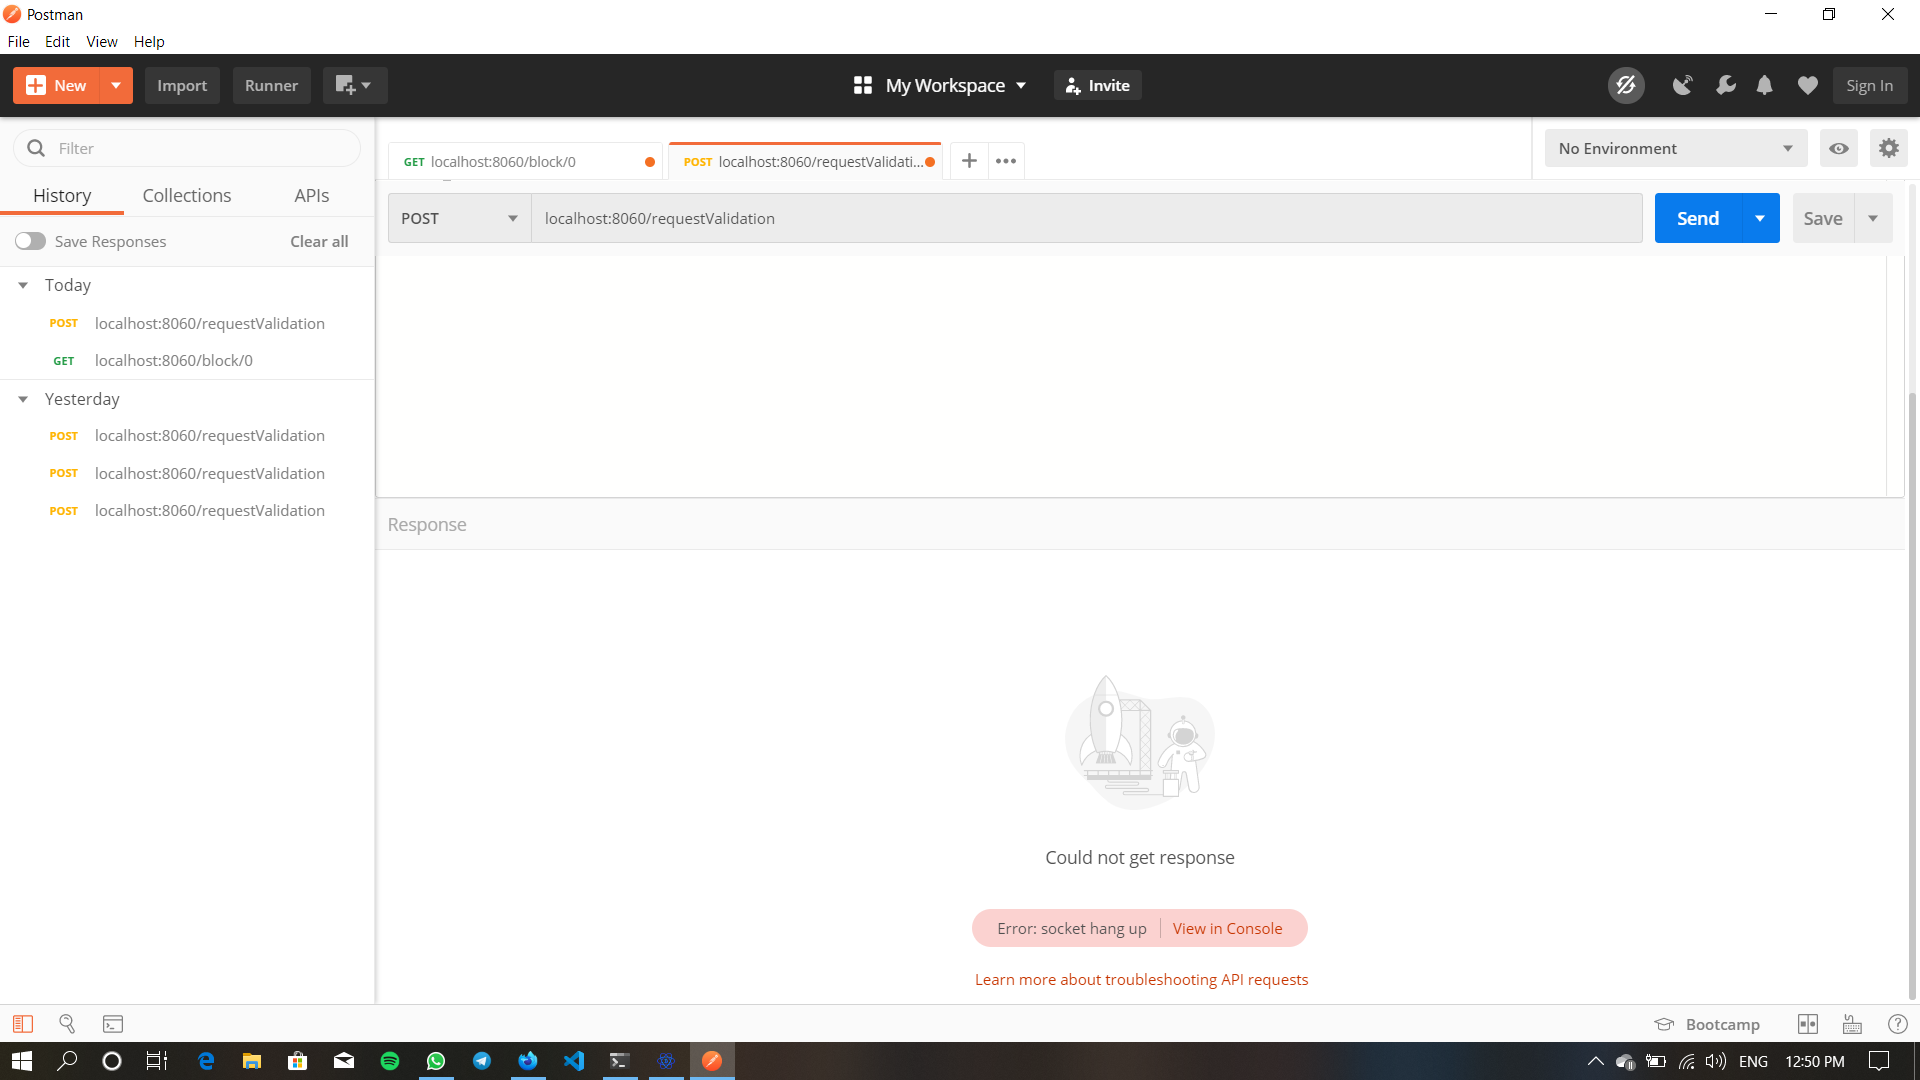 Postman
File Edit View Help
New Import Runner My Workspace Invite Sign In
Filter
History Collections APIs
Save Responses Clear all
Today
POST localhost:8060/requestValidation
GET localhost:8060/block/0
Yesterday
POST localhost:8060/requestValidation
POST localhost:8060/requestValidation
POST localhost:8060/requestValidation
GET localhost:8060/block/0 POST localhost:8060/requestValidati... No Environment
POST localhost:8060/requestValidation Send Save
Response
Could not get response
Error: socket hang up View in Console
Learn more about troubleshooting API requests
Bootcamp
ENG 12:50 PM